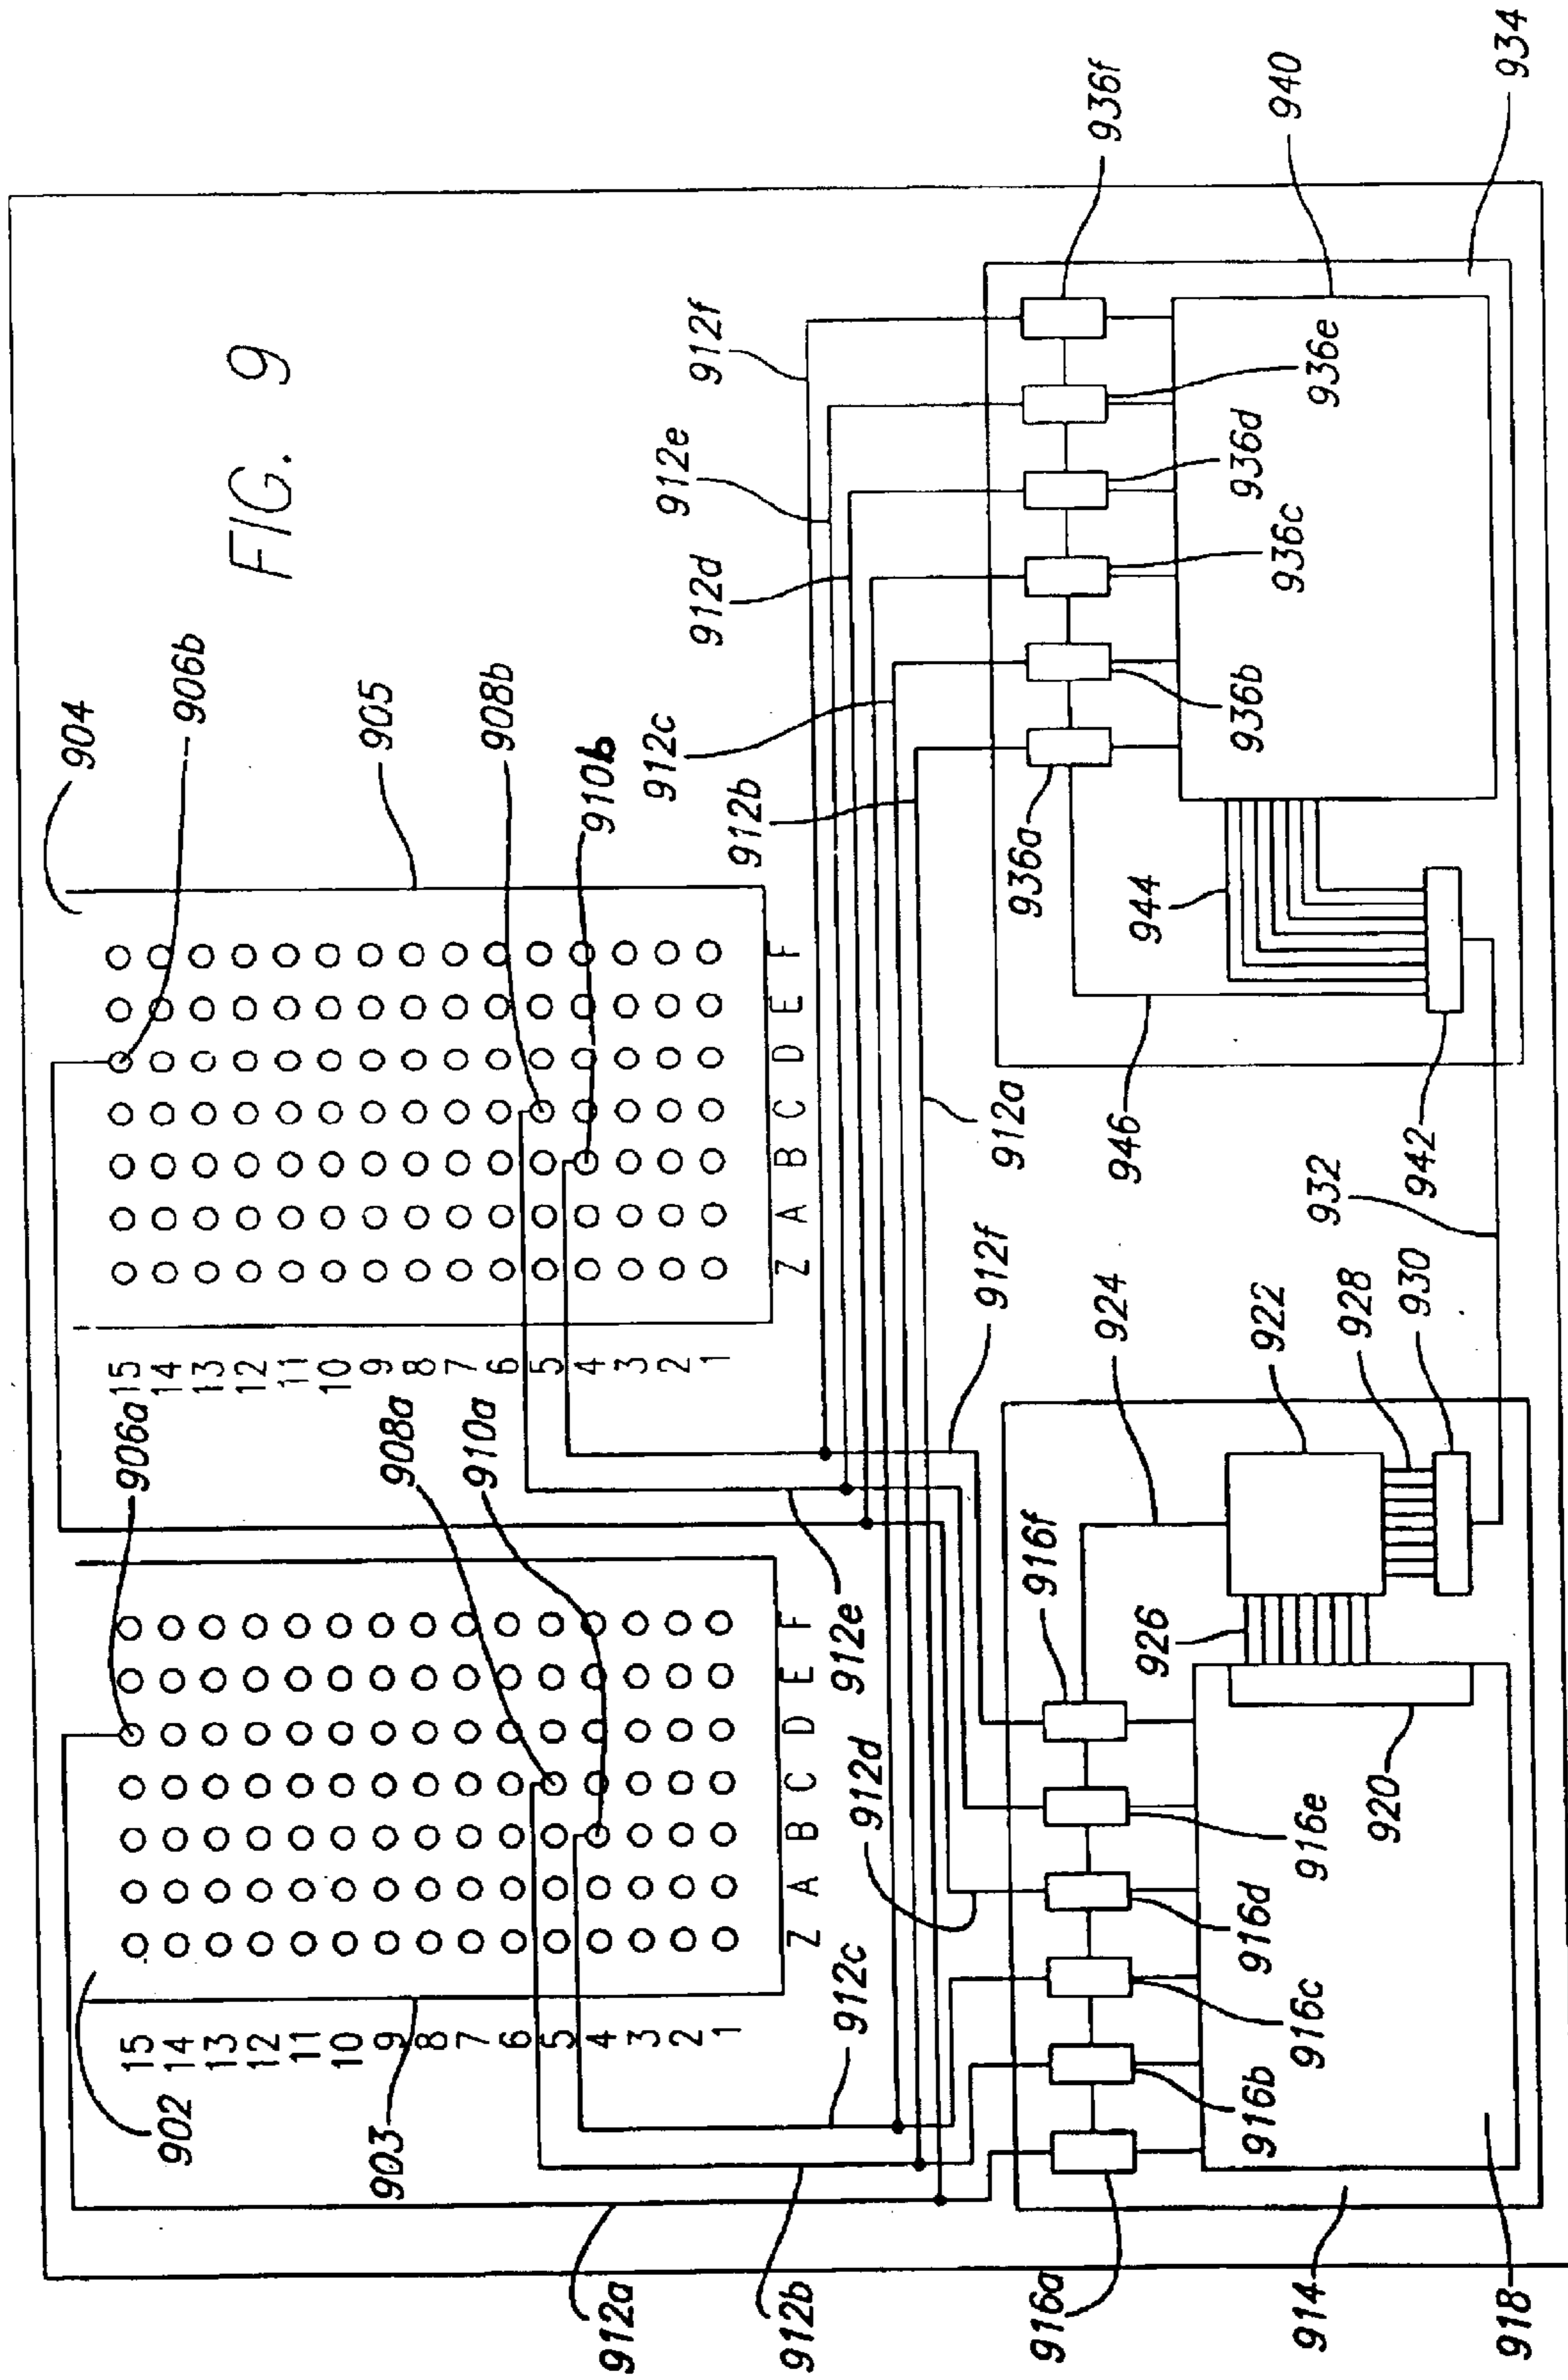 FIG. 9
904
906b
905
908b
910b
912c
912b
912d
912e
912f
936f
940
934
15
14
13
12
11
10
9
8
7
6
5
4
3
2
1
Z A B C D E F
906a
908a
910a
902
903
15
14
13
12
11
10
9
8
7
6
5
4
3
2
1
Z A B C D E F
912a
912b
912c
912d
912e
912f
912a
936a
936b
936c
936d
936e
944
946
942
932
924
922
928
930
926
920
916f
916e
916d
916c
916b
916a
914
918